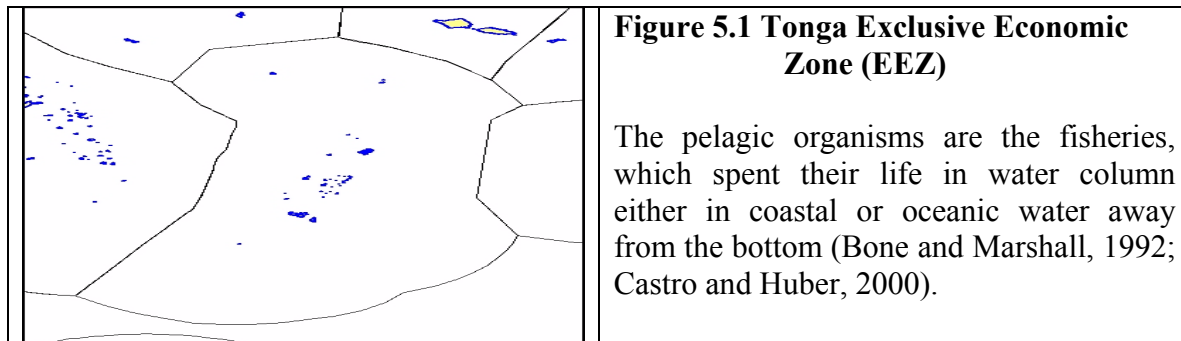 Figure 5.1 Tonga Exclusive Economic
Zone (EEZ)
The pelagic organisms are the fisheries,
which spent their life in water column
either in coastal or oceanic water away
from the bottom (Bone and Marshall, 1992;
Castro and Huber, 2000).